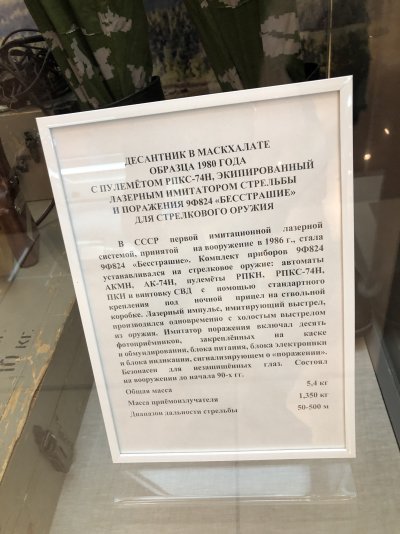 ДЕСАНТНИК В МАСКХАЛАТЕ
ОБРАЗЦА 1980 ГОДА
С ПУЛЕМЁТОМ РПКС-74Н, ЭКИПИРОВАННЫЙ
ЛАЗЕРНЫМ ИМИТАТОРОМ СТРЕЛЬБЫ
И ПОРАЖЕНИЯ 9Ф824 «БЕССТРАШИЕ»
ДЛЯ СТРЕЛКОВОГО ОРУЖИЯ
В СССР первой имитационной лазерной
системой, принятой на вооружение в 1986 г., стала
9Ф824 «Бесстрашие». Комплект приборов 9Ф824
устанавливался на стрелковое оружие: автоматы
АКМН, АК-74Н, пулемёты РПКН, РПКС-74Н,
ПКН и винтовку СВД с помощью стандартного
крепления под ночной прицел на ствольной
коробке. Лазерный импульс, имитирующий выстрел,
производился одновременно с холостым выстрелом
из оружия. Имитатор поражения включал десять
фотоприёмников, закреплённых на каске
и обмундировании, блока питания, блока электроники
и блока индикации, сигнализирующем о «поражении».
Безопасен для незащищённых глаз. Состоял
на вооружении до начала 90-х гг.
Общая масса 5,4 кг
Масса приёмоизлучателя 1,350 кг
Диапазон дальности стрельбы 50-500 м